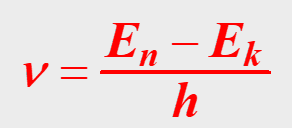 ν = (Eₙ − Eₖ) / h